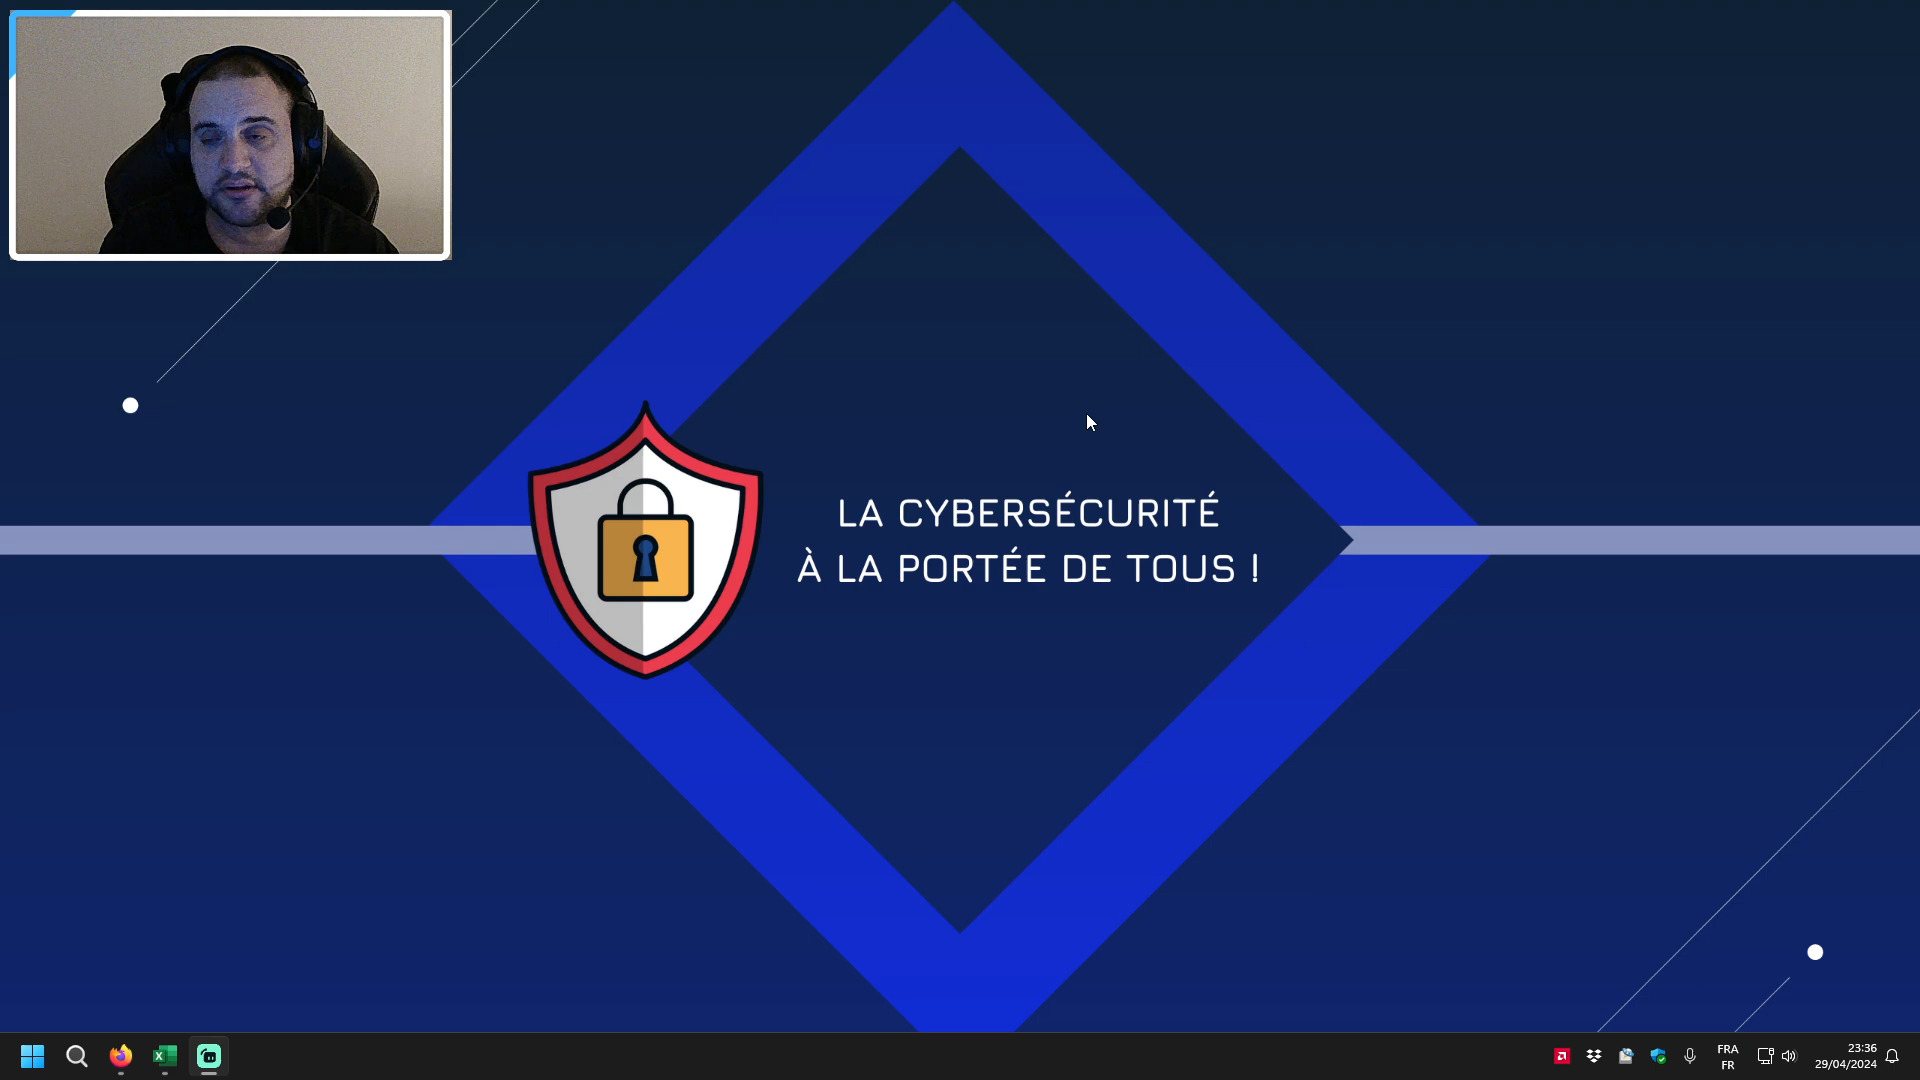 LA CYBERSÉCURITÉ
À LA PORTÉE DE TOUS !
FRA
FR
23:36
29/04/2024